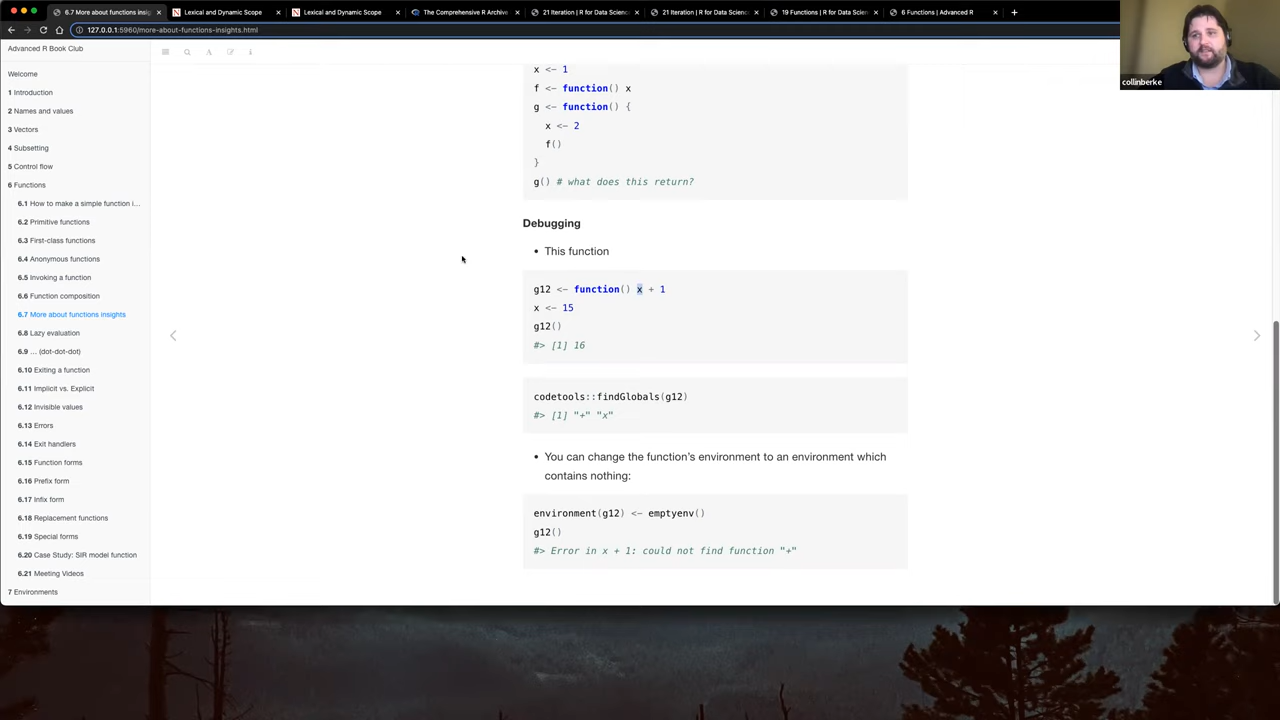 6.7 More about functions insig
Lexical and Dynamic Scope
Lexical and Dynamic Scope
The Comprehensive R Archiv
21 Iteration | R for Data Scienc
21 Iteration | R for Data Scienc
19 Functions | R for Data Scien
6 Functions | Advanced R
127.0.0.1:5960/more-about-functions-insights.html
collinberke
Advanced R Book Club
Welcome
1 Introduction
2 Names and values
3 Vectors
4 Subsetting
5 Control flow
6 Functions
6.1 How to make a simple function i...
6.2 Primitive functions
6.3 First-class functions
6.4 Anonymous functions
6.5 Invoking a function
6.6 Function composition
6.7 More about functions insights
6.8 Lazy evaluation
6.9 ... (dot-dot-dot)
6.10 Exiting a function
6.11 Implicit vs. Explicit
6.12 Invisible values
6.13 Errors
6.14 Exit handlers
6.15 Function forms
6.16 Prefix form
6.17 Infix form
6.18 Replacement functions
6.19 Special forms
6.20 Case Study: SIR model function
6.21 Meeting Videos
7 Environments
x <- 1
f <- function() x
g <- function() {
x <- 2
f()
}
g() # what does this return?
Debugging
• This function
g12 <- function() x + 1
x <- 15
g12()
#> [1] 16
codetools::findGlobals(g12)
#> [1] "+" "x"
• You can change the function's environment to an environment which
contains nothing:
environment(g12) <- emptyenv()
g12()
#> Error in x + 1: could not find function "+"